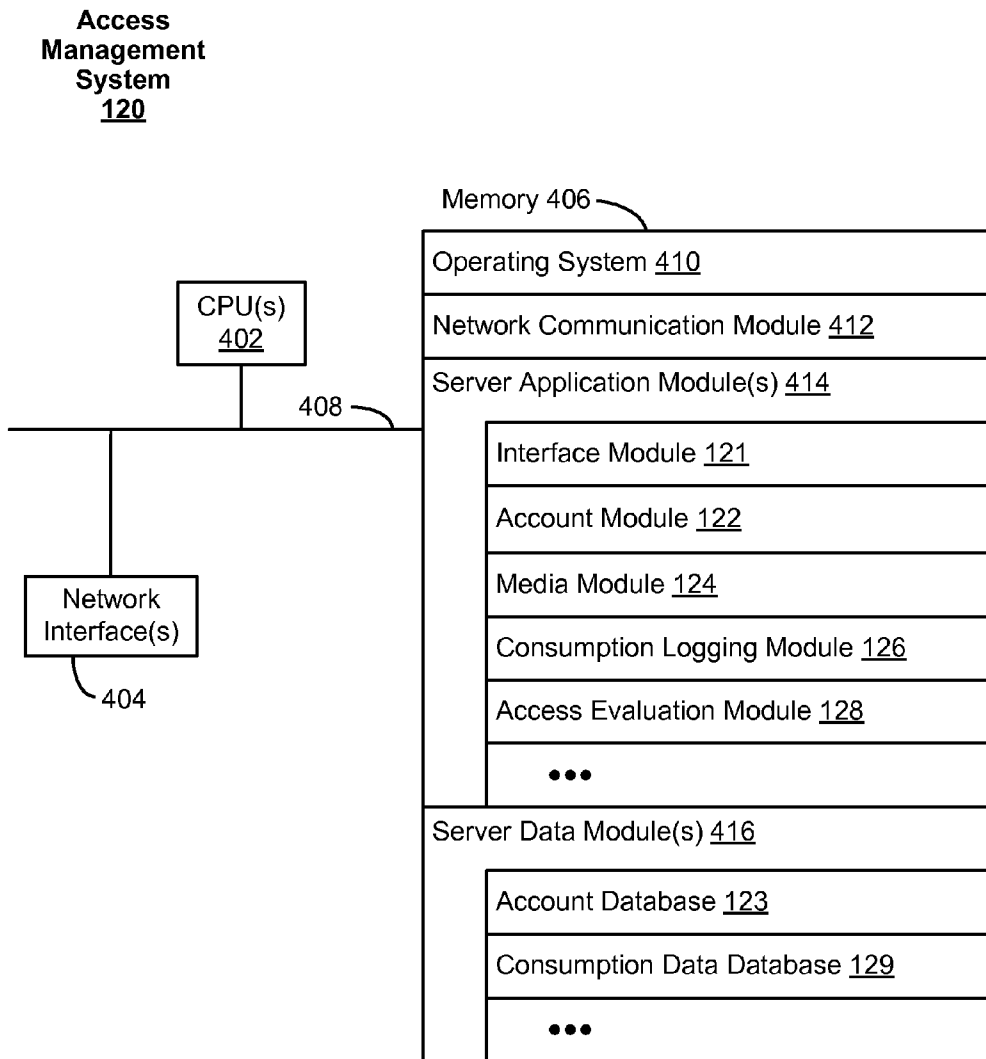 Access
Management
System
120
Memory 406
Operating System 410
CPU(s)
402
Network Communication Module 412
Server Application Module(s) 414
408
Interface Module 121
Account Module 122
Media Module 124
Network
Interface(s)
404
Consumption Logging Module 126
Access Evaluation Module 128
•••
Server Data Module(s) 416
Account Database 123
Consumption Data Database 129
•••